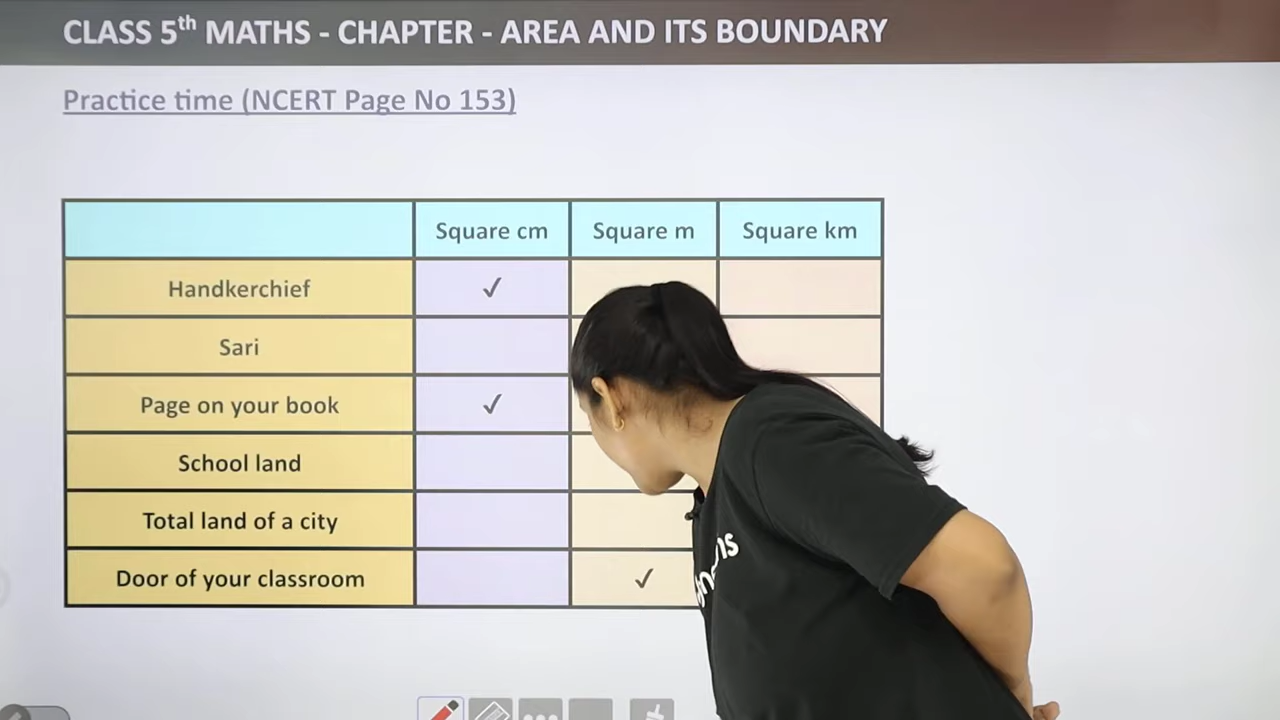 CLASS 5th MATHS - CHAPTER - AREA AND ITS BOUNDARY
Practice time (NCERT Page No 153)
Square cm Square m Square km
Handkerchief ✓
Sari
Page on your book ✓
School land
Total land of a city
Door of your classroom ✓